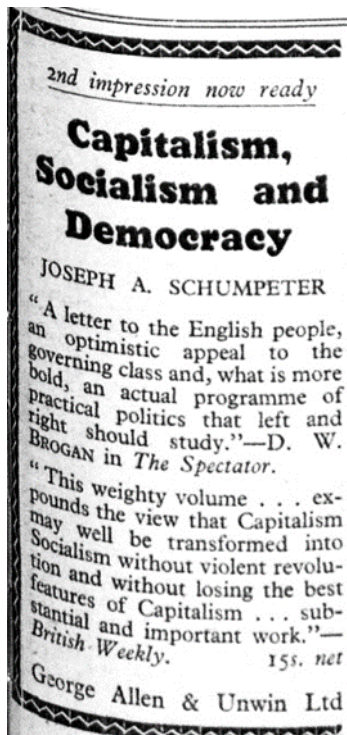 2nd impression now ready
Capitalism,
Socialism and
Democracy
JOSEPH A. SCHUMPETER
“ A letter to the English people,
an optimistic appeal to the
governing class and, what is more
bold, an actual programme of
practical politics that left and
right should study.”—D. W.
BROGAN in The Spectator.
“ This weighty volume . . . ex-
pounds the view that Capitalism
may well be transformed into
Socialism without violent revolu-
tion and without losing the best
features of Capitalism . . . sub-
stantial and important work.”—
British Weekly. 15s. net
George Allen & Unwin Ltd